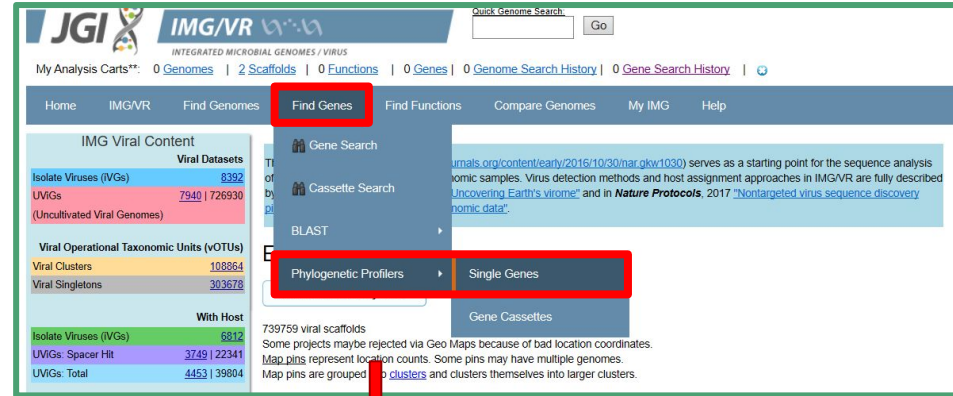 JGI IMG/VR
INTEGRATED MICROBIAL GENOMES / VIRUS
Quick Genome Search:
Go
My Analysis Carts**: 0 Genomes | 2 Scaffolds | 0 Functions | 0 Genes | 0 Genome Search History | 0 Gene Search History |
Home IMG/VR Find Genomes Find Genes Find Functions Compare Genomes My IMG Help
Gene Search
Cassette Search
BLAST
Phylogenetic Profilers
Single Genes
Gene Cassettes
IMG Viral Content
Viral Datasets
Isolate Viruses (iVGs) 8392
UViGs 7940 | 726930
(Uncultivated Viral Genomes)
Viral Operational Taxonomic Units (vOTUs)
Viral Clusters 108864
Viral Singletons 303678
With Host
Isolate Viruses (iVGs) 6812
UViGs: Spacer Hit 3749 | 22341
UViGs: Total 4453 | 39804
urnals.org/content/early/2016/10/30/nar.gkw1030) serves as a starting point for the sequence analysis
of omic samples. Virus detection methods and host assignment approaches in IMG/VR are fully described
by Uncovering Earth's virome" and in Nature Protocols, 2017 "Nontargeted virus sequence discovery
nomic data".
739759 viral scaffolds
Some projects maybe rejected via Geo Maps because of bad location coordinates.
Map pins represent location counts. Some pins may have multiple genomes.
Map pins are grouped clusters and clusters themselves into larger clusters.